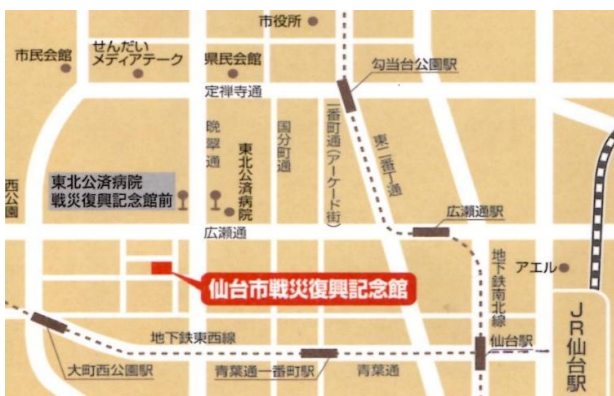 市役所
市民会館
せんだい
メディアテーク
県民会館
勾当台公園駅
定禅寺通
晩翠通
国分町通
一番町通(アーケード街)
東二番丁通
西公園
東北公済病院
戦災復興記念館前
東北公済病院
広瀬通
広瀬通駅
地下鉄南北線
アエル
仙台市戦災復興記念館
JR仙台駅
仙台駅
地下鉄東西線
大町西公園駅
青葉通一番町駅
青葉通